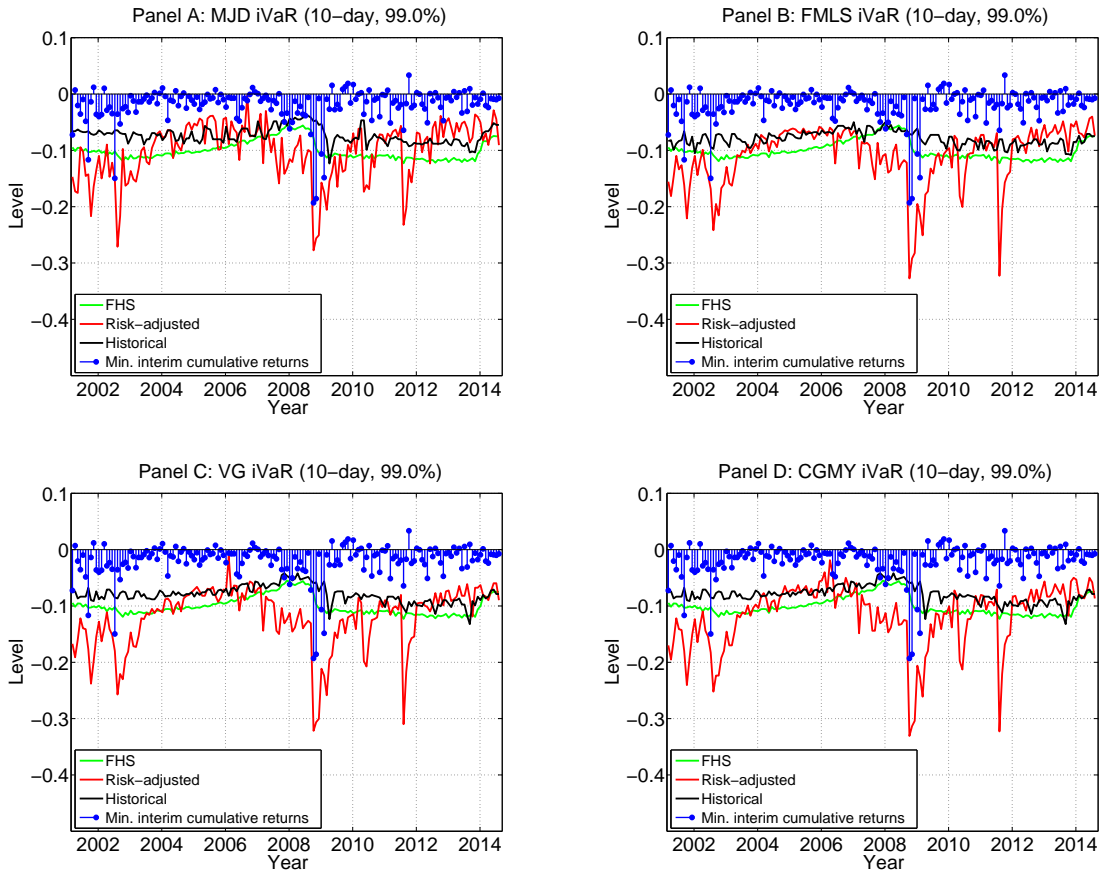 Panel A: MJD iVaR (10−day, 99.0%)
0.1
0
−0.1
−0.2
−0.3
−0.4
Level
FHS
Risk−adjusted
Historical
Min. interim cumulative returns
2002 2004 2006 2008 2010 2012 2014
Year
Panel B: FMLS iVaR (10−day, 99.0%)
0.1
0
−0.1
−0.2
−0.3
−0.4
Level
FHS
Risk−adjusted
Historical
Min. interim cumulative returns
2002 2004 2006 2008 2010 2012 2014
Year
Panel C: VG iVaR (10−day, 99.0%)
0.1
0
−0.1
−0.2
−0.3
−0.4
Level
FHS
Risk−adjusted
Historical
Min. interim cumulative returns
2002 2004 2006 2008 2010 2012 2014
Year
Panel D: CGMY iVaR (10−day, 99.0%)
0.1
0
−0.1
−0.2
−0.3
−0.4
Level
FHS
Risk−adjusted
Historical
Min. interim cumulative returns
2002 2004 2006 2008 2010 2012 2014
Year